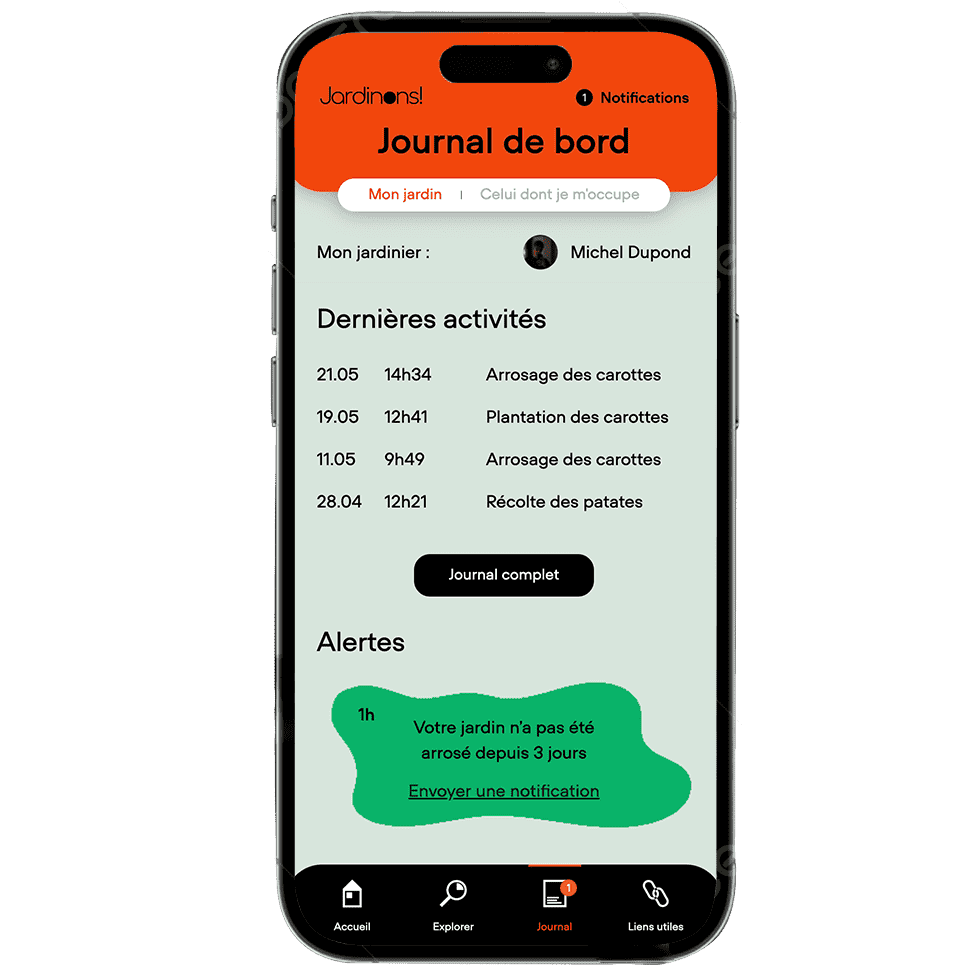 Jardinons!
1 Notifications
Journal de bord
Mon jardin | Celui dont je m'occupe
Mon jardinier : Michel Dupond
Dernières activités
21.05 14h34 Arrosage des carottes
19.05 12h41 Plantation des carottes
11.05 9h49 Arrosage des carottes
28.04 12h21 Récolte des patates
Journal complet
Alertes
1h
Votre jardin n'a pas été
arrosé depuis 3 jours
Envoyer une notification
1
Accueil Explorer Journal Liens utiles